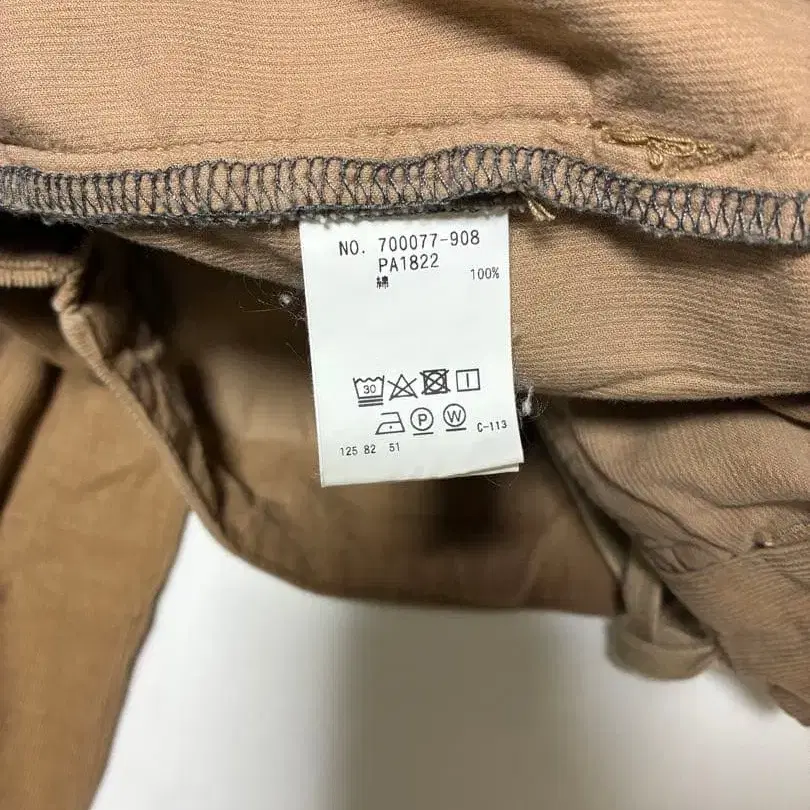 NO. 700077-908
PA1822
綿 100%
30
P W C-113
125 82 51